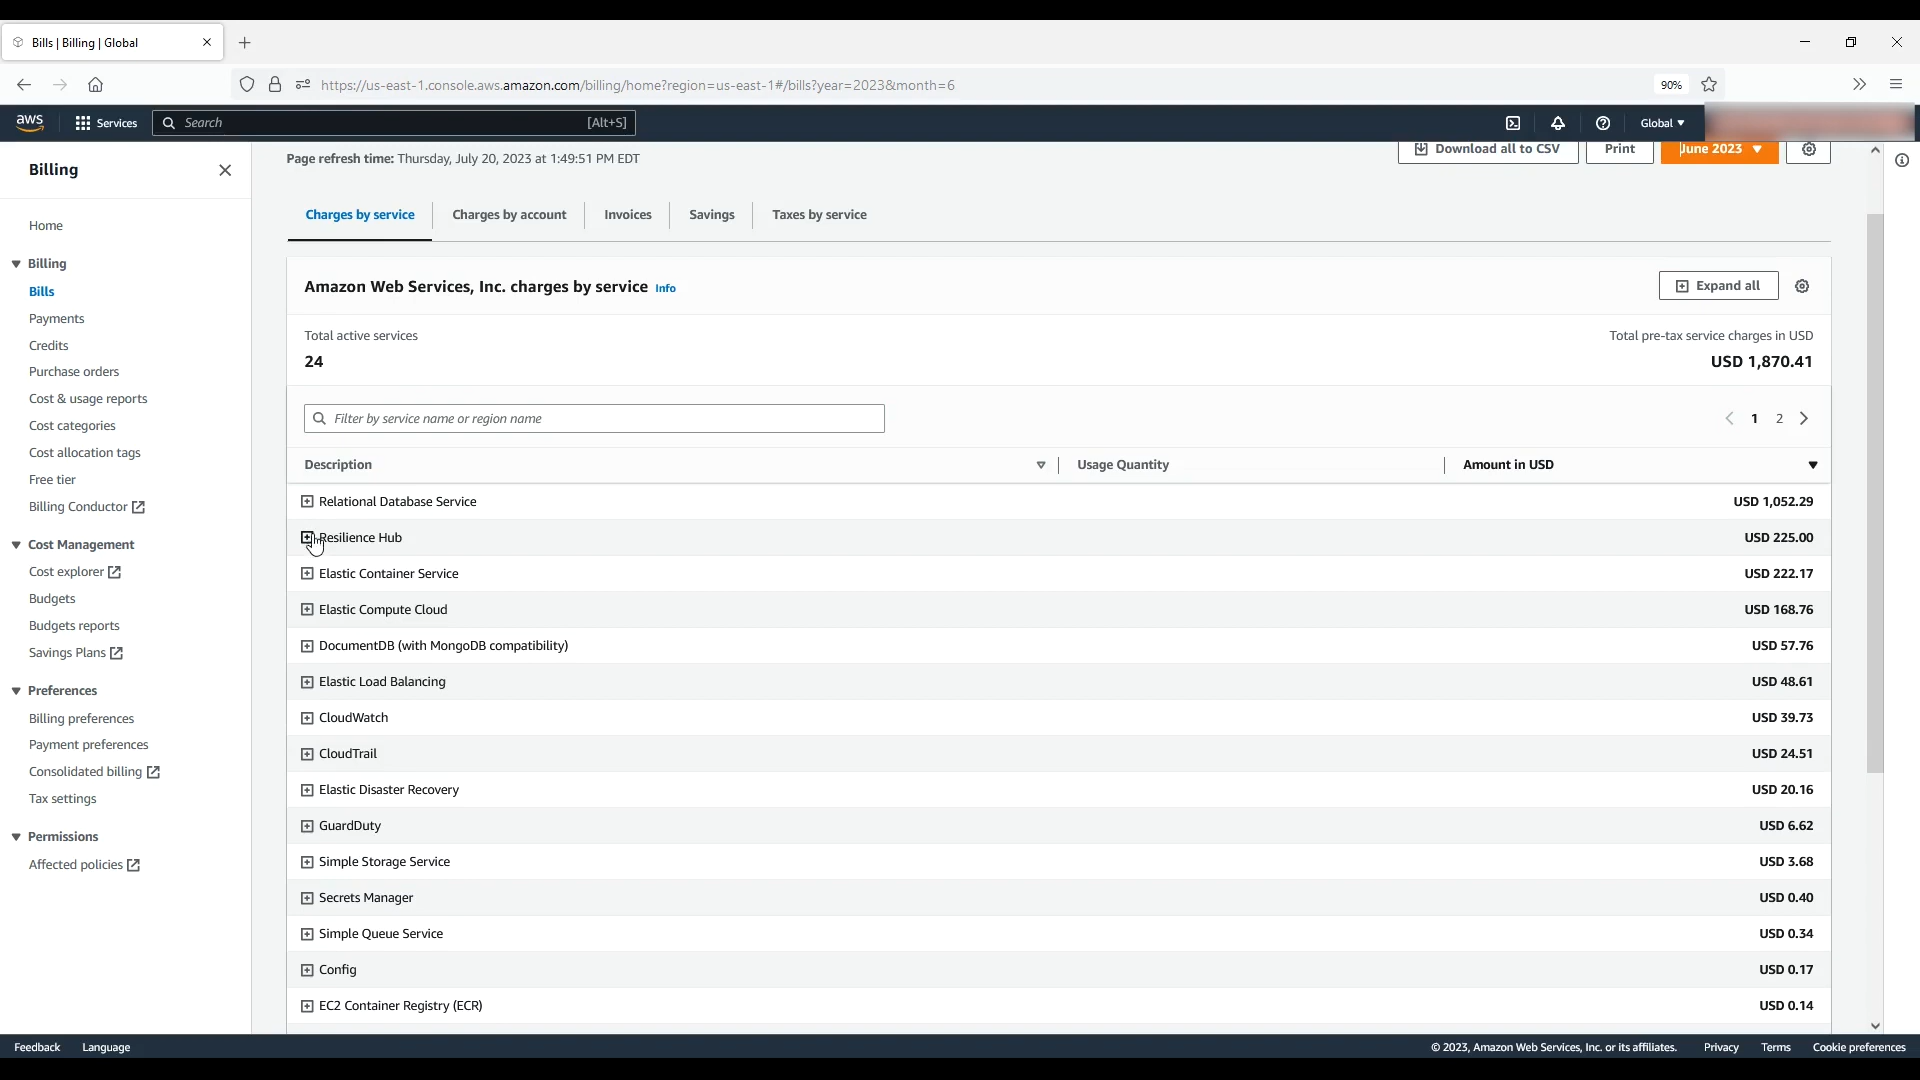 Bills | Billing | Global
https://us-east-1.console.aws.amazon.com/billing/home?region=us-east-1#/bills?year=2023&month=6
90%
aws
Services
Search
[Alt+S]
Global
Billing
Home
Billing
Bills
Payments
Credits
Purchase orders
Cost & usage reports
Cost categories
Cost allocation tags
Free tier
Billing Conductor
Cost Management
Cost explorer
Budgets
Budgets reports
Savings Plans
Preferences
Billing preferences
Payment preferences
Consolidated billing
Tax settings
Permissions
Affected policies
Page refresh time: Thursday, July 20, 2023 at 1:49:51 PM EDT
Download all to CSV
Print
June 2023
Charges by service
Charges by account
Invoices
Savings
Taxes by service
Amazon Web Services, Inc. charges by service Info
Expand all
Total active services
24
Total pre-tax service charges in USD
USD 1,870.41
Filter by service name or region name
1 2
Description Usage Quantity Amount in USD
Relational Database Service USD 1,052.29
Resilience Hub USD 225.00
Elastic Container Service USD 222.17
Elastic Compute Cloud USD 168.76
DocumentDB (with MongoDB compatibility) USD 57.76
Elastic Load Balancing USD 48.61
CloudWatch USD 39.73
CloudTrail USD 24.51
Elastic Disaster Recovery USD 20.16
GuardDuty USD 6.62
Simple Storage Service USD 3.68
Secrets Manager USD 0.40
Simple Queue Service USD 0.34
Config USD 0.17
EC2 Container Registry (ECR) USD 0.14
Feedback
Language
© 2023, Amazon Web Services, Inc. or its affiliates.
Privacy
Terms
Cookie preferences